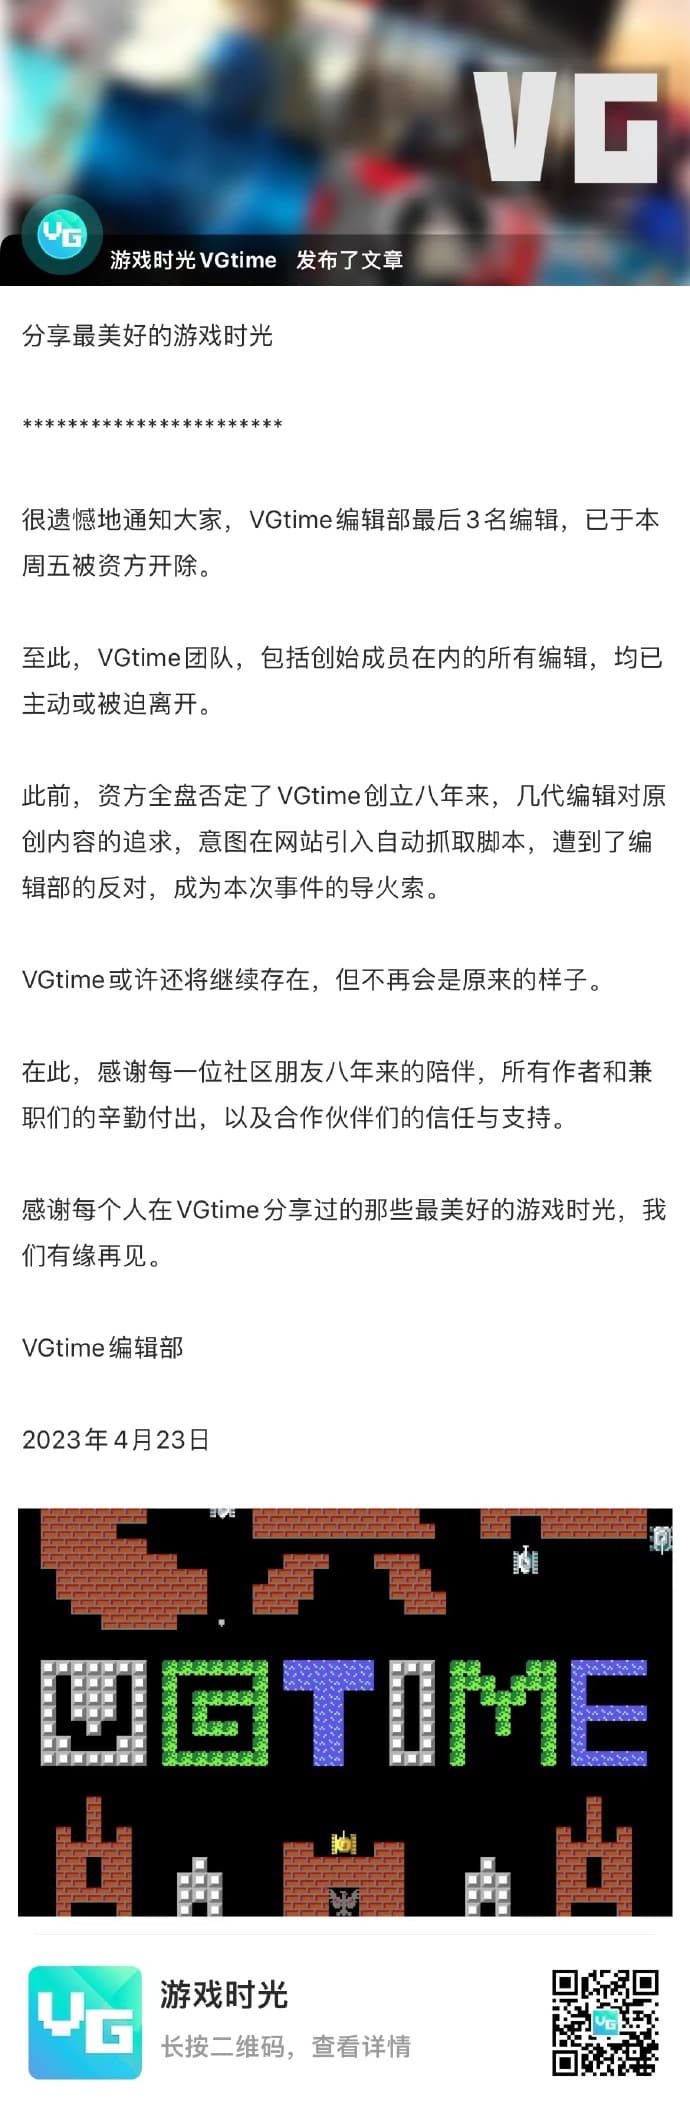 VG
VG
游戏时光VGtime 发布了文章
分享最美好的游戏时光
***********************
很遗憾地通知大家，VGtime编辑部最后3名编辑，已于本
周五被资方开除。
至此，VGtime团队，包括创始成员在内的所有编辑，均已
主动或被迫离开。
此前，资方全盘否定了VGtime创立八年来，几代编辑对原
创内容的追求，意图在网站引入自动抓取脚本，遭到了编
辑部的反对，成为本次事件的导火索。
VGtime或许还将继续存在，但不再会是原来的样子。
在此，感谢每一位社区朋友八年来的陪伴，所有作者和兼
职们的辛勤付出，以及合作伙伴们的信任与支持。
感谢每个人在VGtime分享过的那些最美好的游戏时光，我
们有缘再见。
VGtime编辑部
2023年4月23日
VGTIME
VG
游戏时光
长按二维码，查看详情
VG